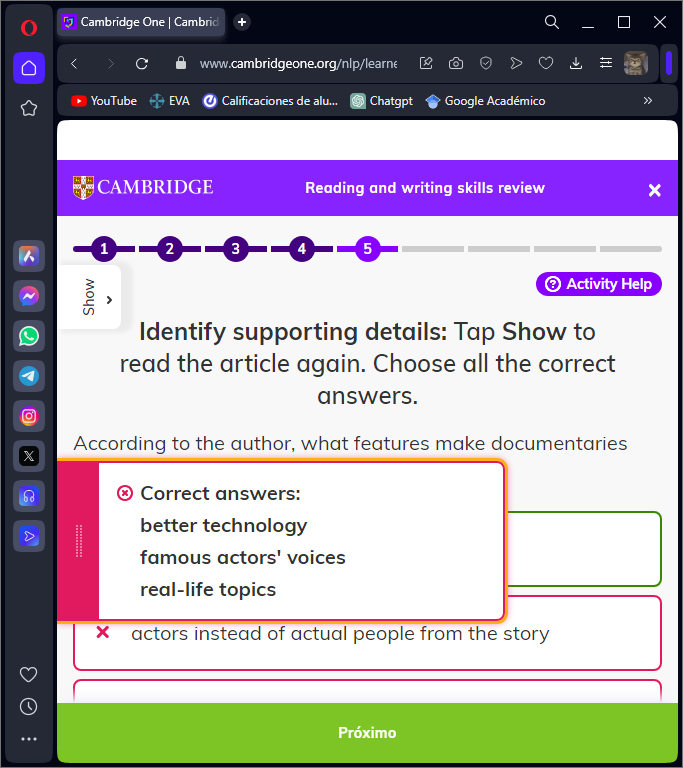 Cambridge One | Cambrid
www.cambridgeone.org/nlp/learne
YouTube
EVA
Calificaciones de alu...
Chatgpt
Google Académico
CAMBRIDGE
Reading and writing skills review
1 2 3 4 5
Show
Activity Help
Identify supporting details: Tap Show to
read the article again. Choose all the correct
answers.
According to the author, what features make documentaries
Correct answers:
better technology
famous actors' voices
real-life topics
actors instead of actual people from the story
Próximo